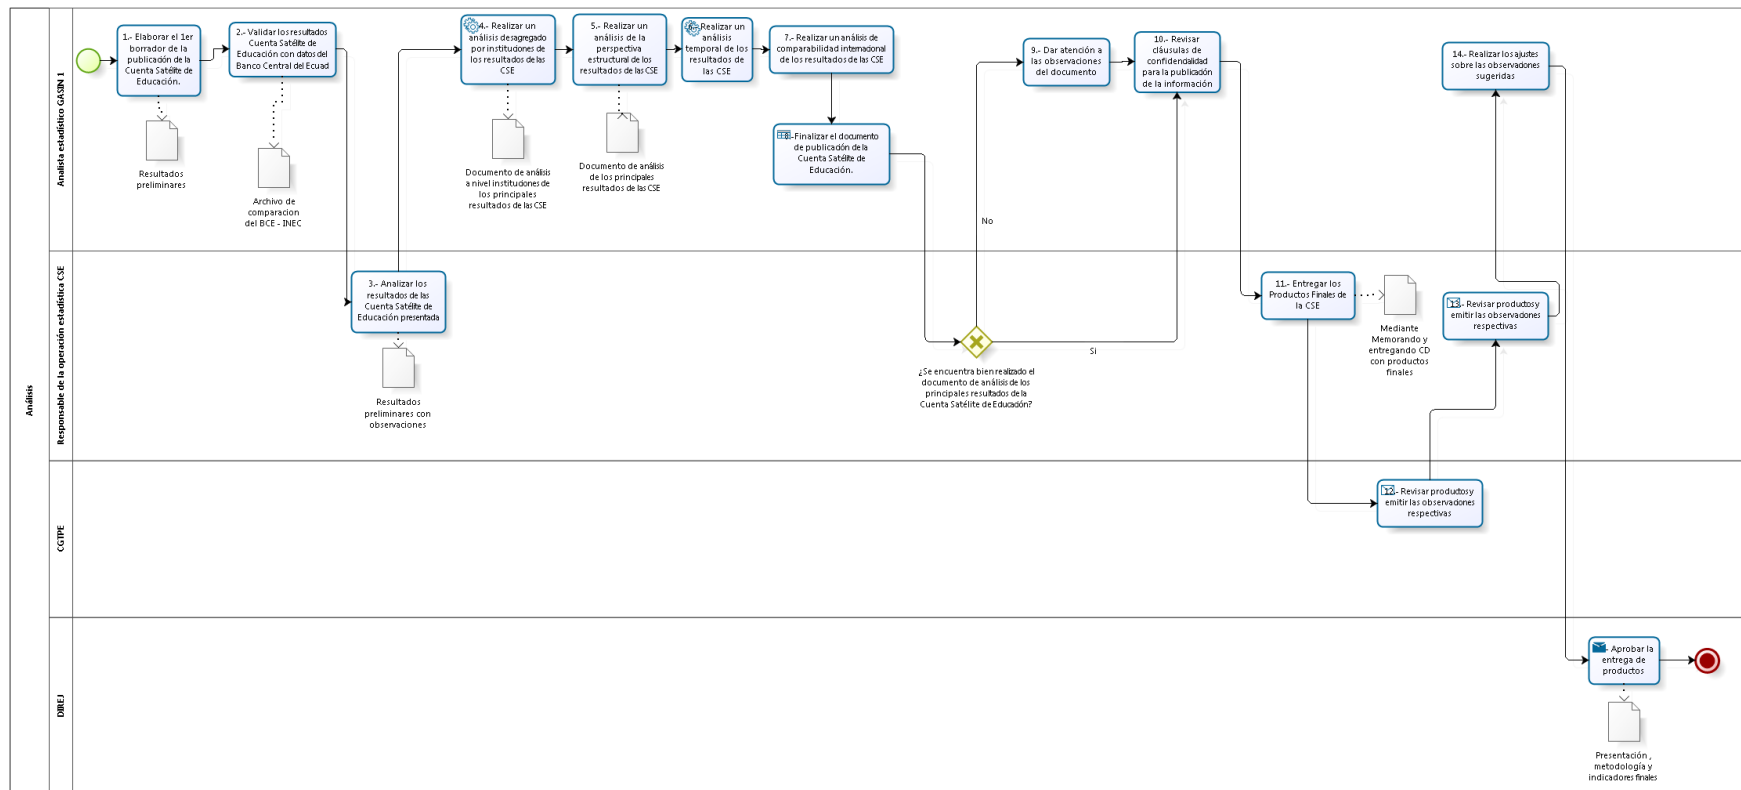 Análisis
Analista estadístico GASIN 1
1.- Elaborar el 1er
borrador de la
publicación de la
Cuenta Satélite de
Educación.
Resultados
preliminares
2.- Validar los resultados
Cuenta Satélite de
Educación con datos del
Banco Central del Ecuad
Archivo de
comparacion
del BCE - INEC
4.- Realizar un
análisis desagregado
por instituciones de
los resultados de las
CSE
Documento de análisis
a nivel instituciones de
los principales
resultados de las CSE
5.- Realizar un
análisis de la
perspectiva
estructural de los
resultados de las CSE
Documento de análisis
de los principales
resultados de las CSE
6.- Realizar un
análisis
temporal de los
resultados de
las CSE
7.- Realizar un análisis de
comparabilidad internacional
de los resultados de las CSE
8.-Finalizar el documento
de publicación de la
Cuenta Satélite de
Educación.
No
9.- Dar atención a
las observaciones
del documento
10.- Revisar
cláusulas de
confidencialidad
para la publicación
de la información
14.- Realizar los ajustes
sobre las observaciones
sugeridas
Responsable de la operación estadística CSE
3.- Analizar los
resultados de las
Cuenta Satélite de
Educación presentada
Resultados
preliminares con
observaciones
¿Se encuentra bien realizado el
documento de análisis de los
principales resultados de la
Cuenta Satélite de Educación?
Si
11.- Entregar los
Productos Finales de
la CSE
Mediante
Memorando y
entregando CD
con productos
finales
13.- Revisar productos y
emitir las observaciones
respectivas
CGTPE
12.- Revisar productos y
emitir las observaciones
respectivas
DIREJ
- Aprobar la
entrega de
productos
Presentación ,
metodología y
indicadores finales